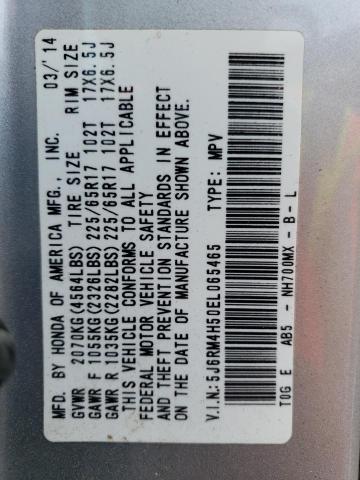 MFD. BY HONDA OF AMERICA MFG., INC. 03/'14
GVWR 2070KG(4564LBS) TIRE SIZE RIM SIZE
GAWR F 1055KG(2326LBS) 225/65R17 102T 17X6.5J
GAWR R 1035KG(2282LBS) 225/65R17 102T 17X6.5J
THIS VEHICLE CONFORMS TO ALL APPLICABLE
FEDERAL MOTOR VEHICLE SAFETY
AND THEFT PREVENTION STANDARDS IN EFFECT
ON THE DATE OF MANUFACTURE SHOWN ABOVE.
V.I.N.: 5J6RM4H50EL065465 TYPE: MPV
T0G E AB5 - NH700MX - B - L